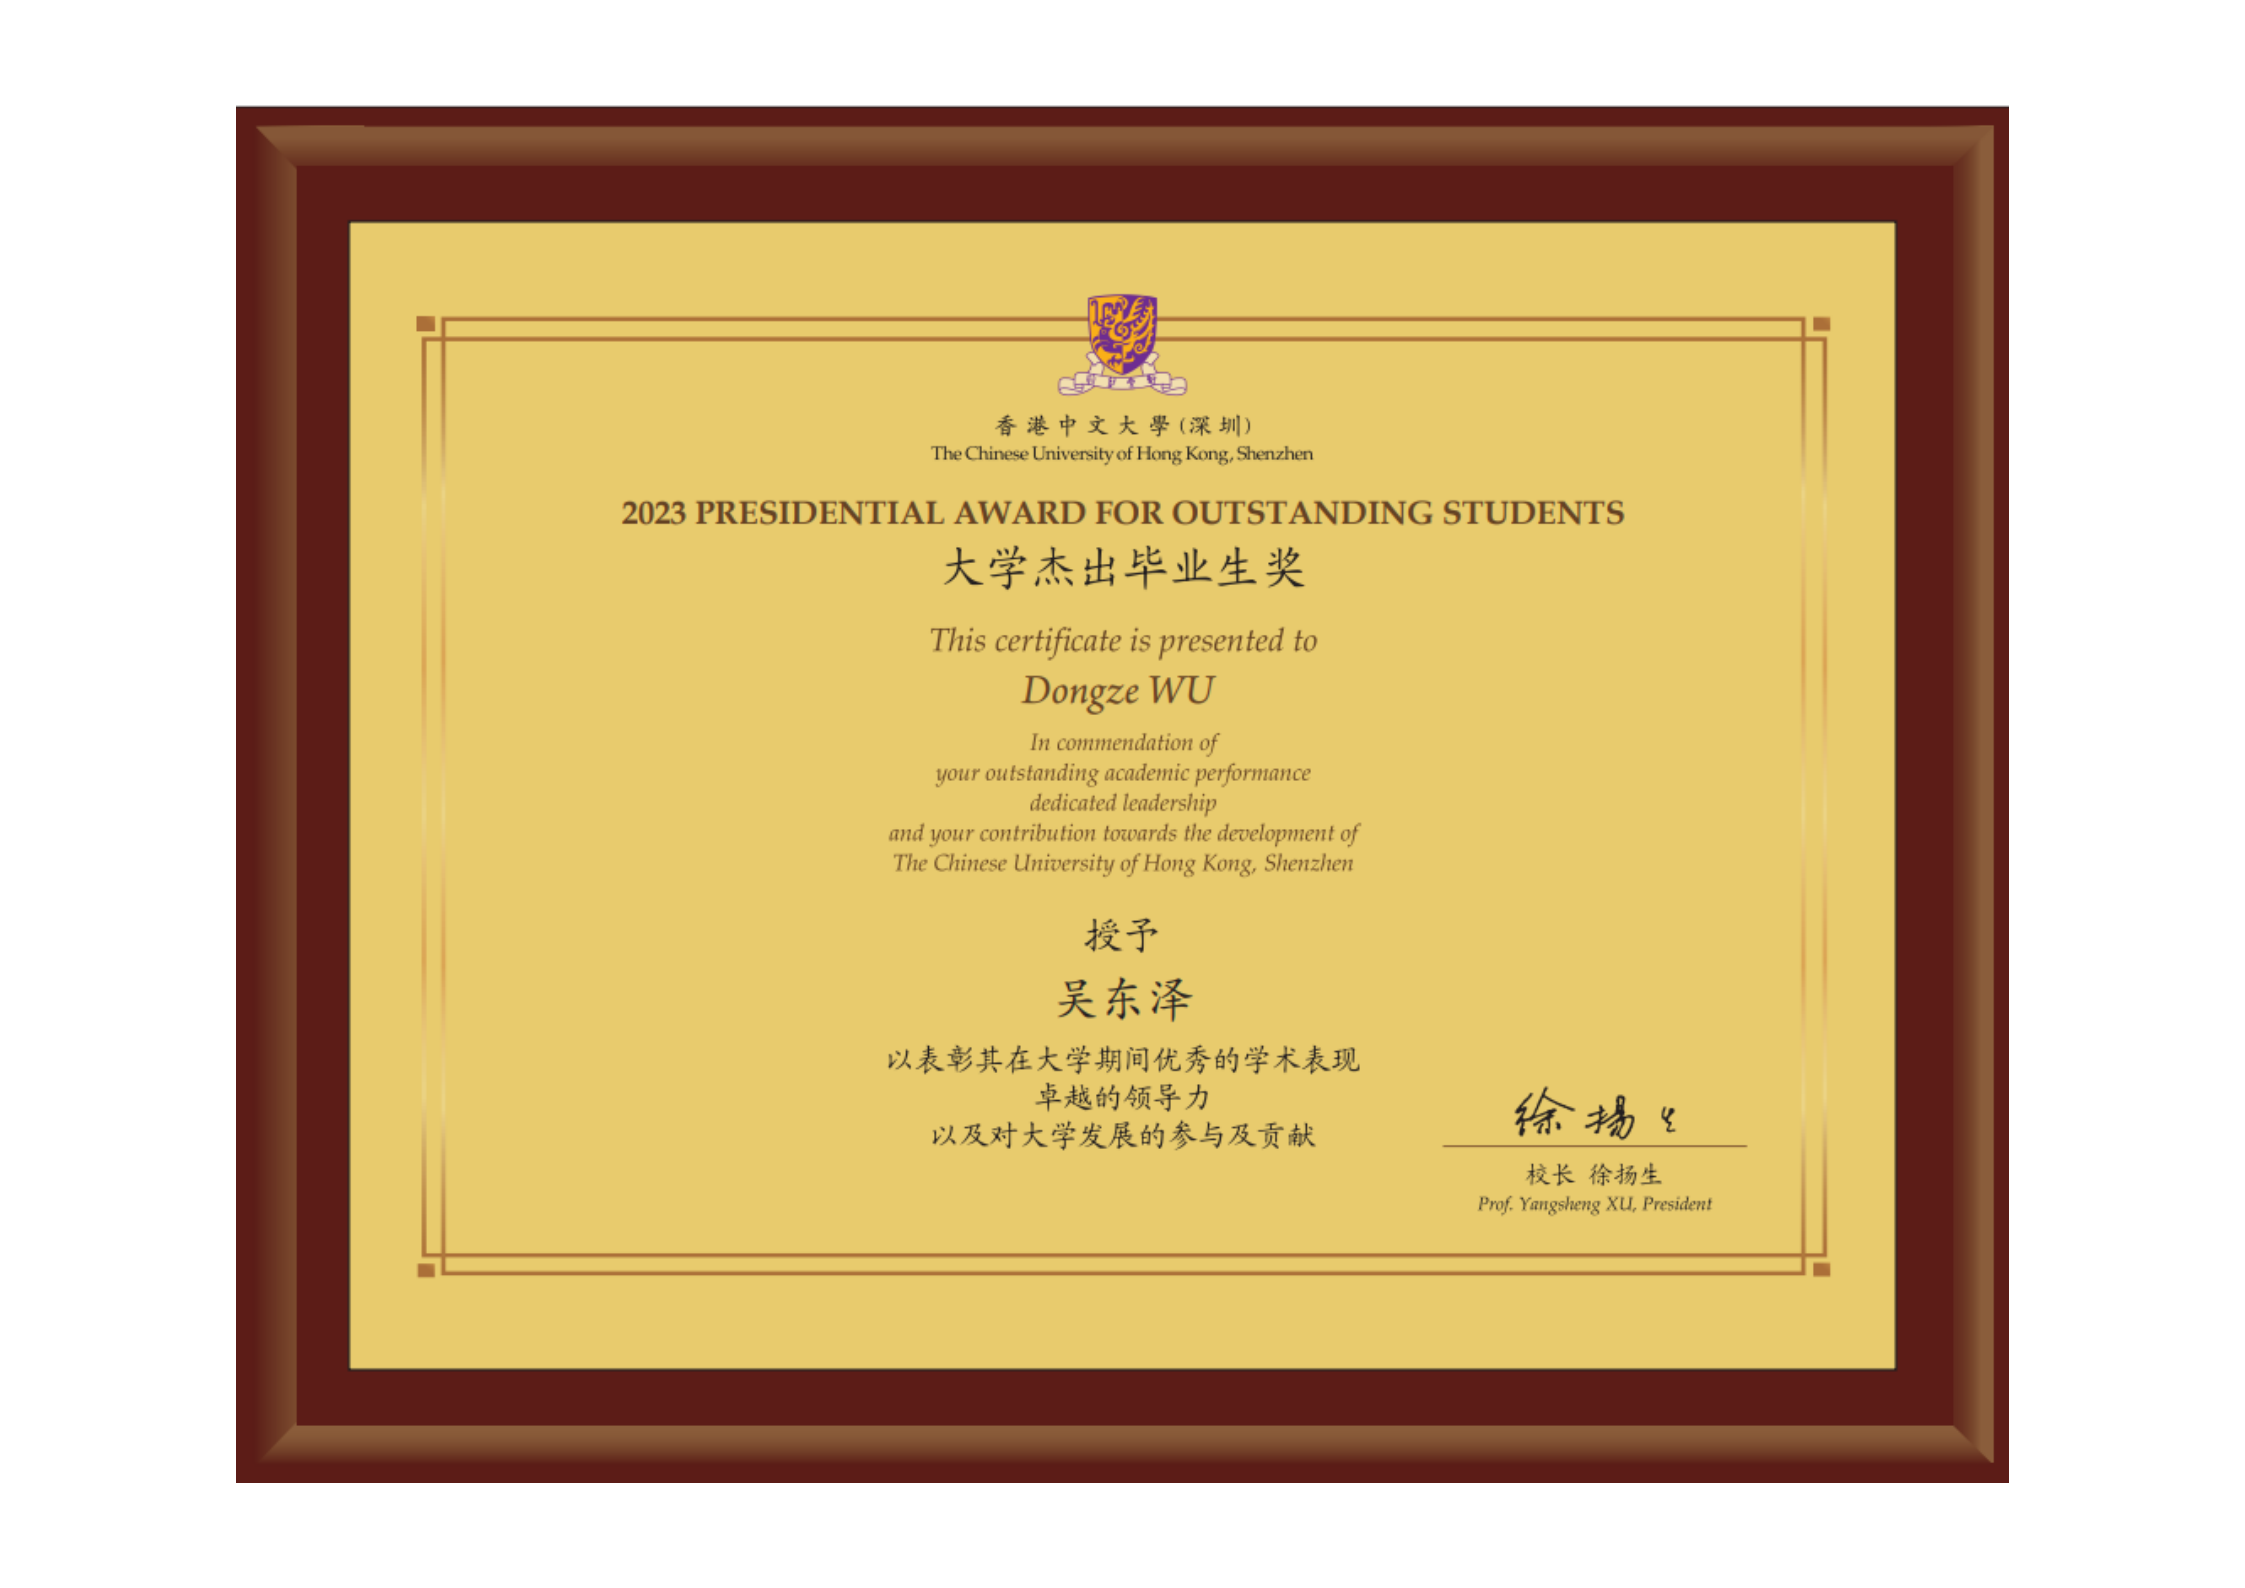 香港中文大學(深圳)
The Chinese University of Hong Kong, Shenzhen
2023 PRESIDENTIAL AWARD FOR OUTSTANDING STUDENTS
大学杰出毕业生奖
This certificate is presented to
Dongze WU
In commendation of
your outstanding academic performance
dedicated leadership
and your contribution towards the development of
The Chinese University of Hong Kong, Shenzhen
授予
吴东泽
以表彰其在大学期间优秀的学术表现
卓越的领导力
以及对大学发展的参与及贡献
徐扬生
校长 徐扬生
Prof. Yangsheng XU, President